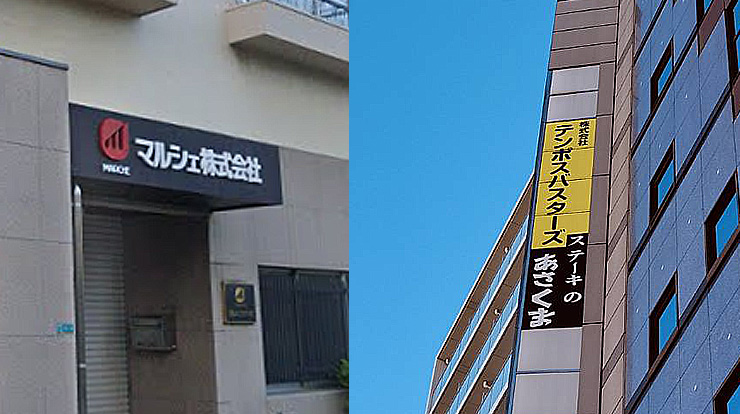 マルシェ株式会社
MARCHE
株式会社
テンポスバスターズ
ステーキの
あさくま